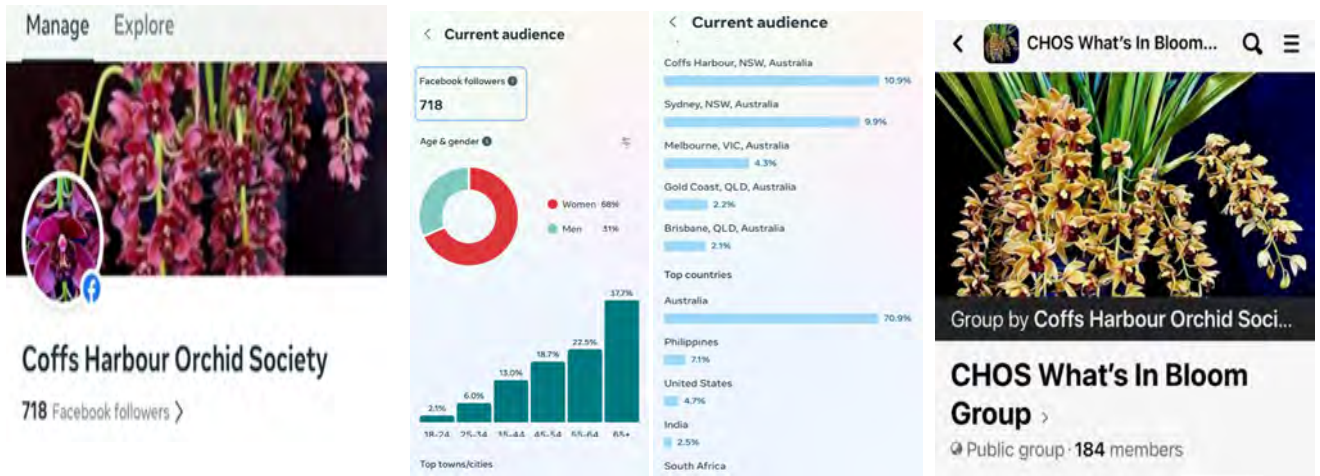 Manage Explore
Coffs Harbour Orchid Society
718 Facebook followers >
< Current audience
Facebook followers
718
Age & gender
Women 68%
Men 31%
2.1%
6.0%
13.0%
18.7%
22.5%
37.7%
18-24 25-34 35-44 45-54 55-64 65+
Top towns/cities
< Current audience
Coffs Harbour, NSW, Australia
10.9%
Sydney, NSW, Australia
9.9%
Melbourne, VIC, Australia
4.3%
Gold Coast, QLD, Australia
2.2%
Brisbane, QLD, Australia
2.1%
Top countries
Australia
70.9%
Philippines
7.1%
United States
4.7%
India
2.5%
South Africa
< CHOS What's In Bloom...
Group by Coffs Harbour Orchid Soci...
CHOS What's In Bloom
Group >
Public group · 184 members